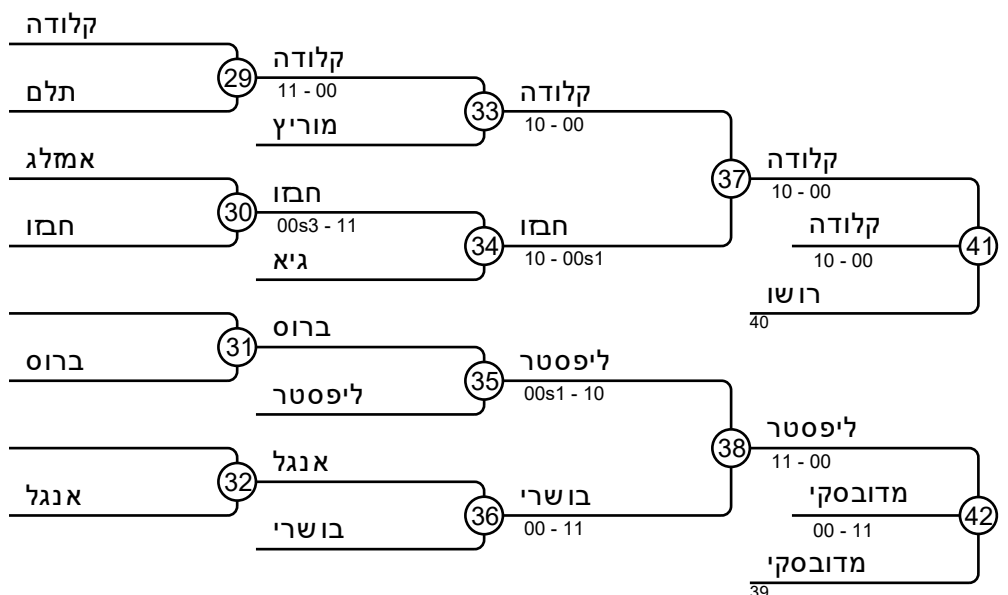 קלודה
29
תלם
קלודה
11 - 00
33
מוריץ
קלודה
10 - 00
אמזלג
30
חבזו
חבזו
00s3 - 11
34
גיא
חבזו
10 - 00s1
37
קלודה
10 - 00
קלודה
10 - 00
41
רושו
40
31
ברוס
ברוס
35
ליפסטר
ליפסטר
00s1 - 10
32
אנגל
אנגל
36
בושרי
בושרי
00 - 11
38
ליפסטר
11 - 00
מדובסקי
00 - 11
42
מדובסקי
39